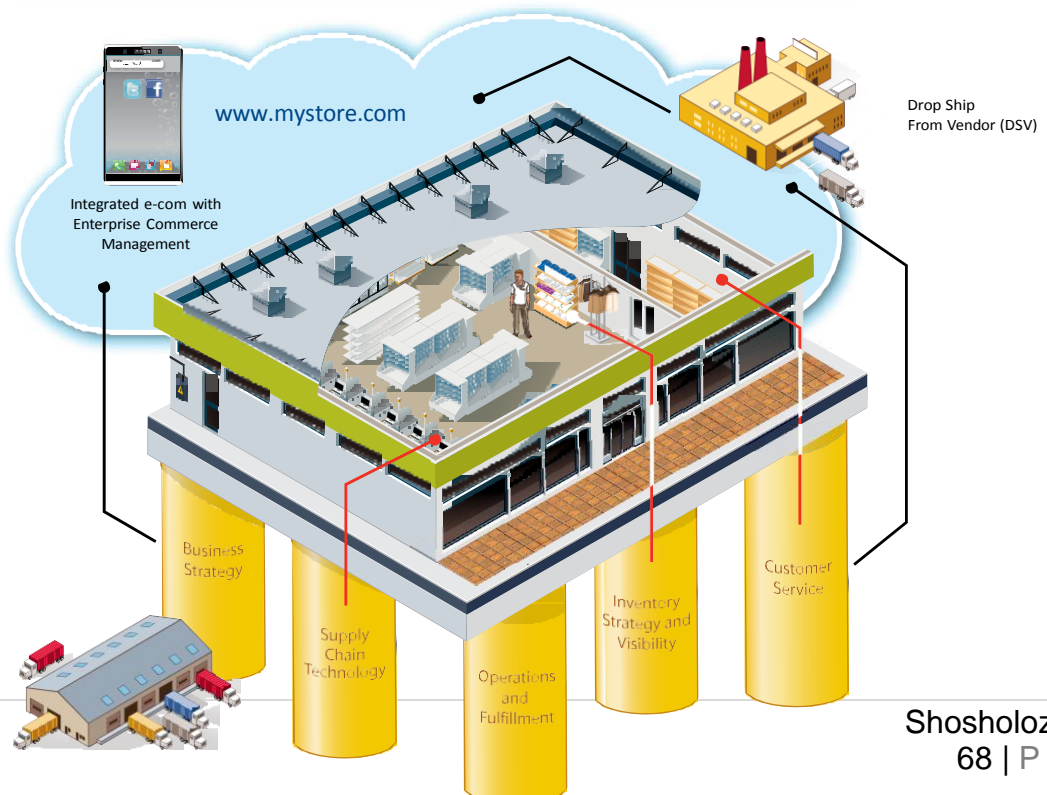 www.mystore.com
Drop Ship
From Vendor (DSV)
Integrated e-com with
Enterprise Commerce
Management
Business
Strategy
Supply
Chain
Technology
Operations
and
Fulfillment
Inventory
Strategy and
Visibility
Customer
Service
Shosholoz
68 | P